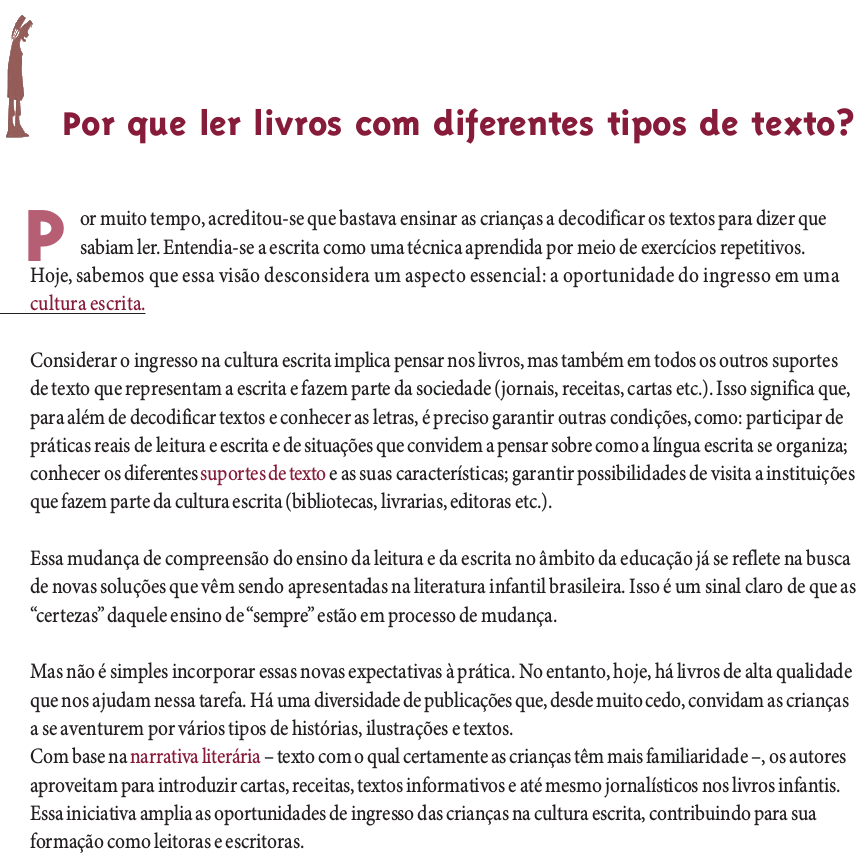 Por que ler livros com diferentes tipos de texto?
Por muito tempo, acreditou-se que bastava ensinar as crianças a decodificar os textos para dizer que
sabiam ler. Entendia-se a escrita como uma técnica aprendida por meio de exercícios repetitivos.
Hoje, sabemos que essa visão desconsidera um aspecto essencial: a oportunidade do ingresso em uma
cultura escrita.
Considerar o ingresso na cultura escrita implica pensar nos livros, mas também em todos os outros suportes
de texto que representam a escrita e fazem parte da sociedade (jornais, receitas, cartas etc.). Isso significa que,
para além de decodificar textos e conhecer as letras, é preciso garantir outras condições, como: participar de
práticas reais de leitura e escrita e de situações que convidem a pensar sobre como a língua escrita se organiza;
conhecer os diferentes suportes de texto e as suas características; garantir possibilidades de visita a instituições
que fazem parte da cultura escrita (bibliotecas, livrarias, editoras etc.).
Essa mudança de compreensão do ensino da leitura e da escrita no âmbito da educação já se reflete na busca
de novas soluções que vêm sendo apresentadas na literatura infantil brasileira. Isso é um sinal claro de que as
“certezas” daquele ensino de “sempre” estão em processo de mudança.
Mas não é simples incorporar essas novas expectativas à prática. No entanto, hoje, há livros de alta qualidade
que nos ajudam nessa tarefa. Há uma diversidade de publicações que, desde muito cedo, convidam as crianças
a se aventurem por vários tipos de histórias, ilustrações e textos.
Com base na narrativa literária – texto com o qual certamente as crianças têm mais familiaridade –, os autores
aproveitam para introduzir cartas, receitas, textos informativos e até mesmo jornalísticos nos livros infantis.
Essa iniciativa amplia as oportunidades de ingresso das crianças na cultura escrita, contribuindo para sua
formação como leitoras e escritoras.